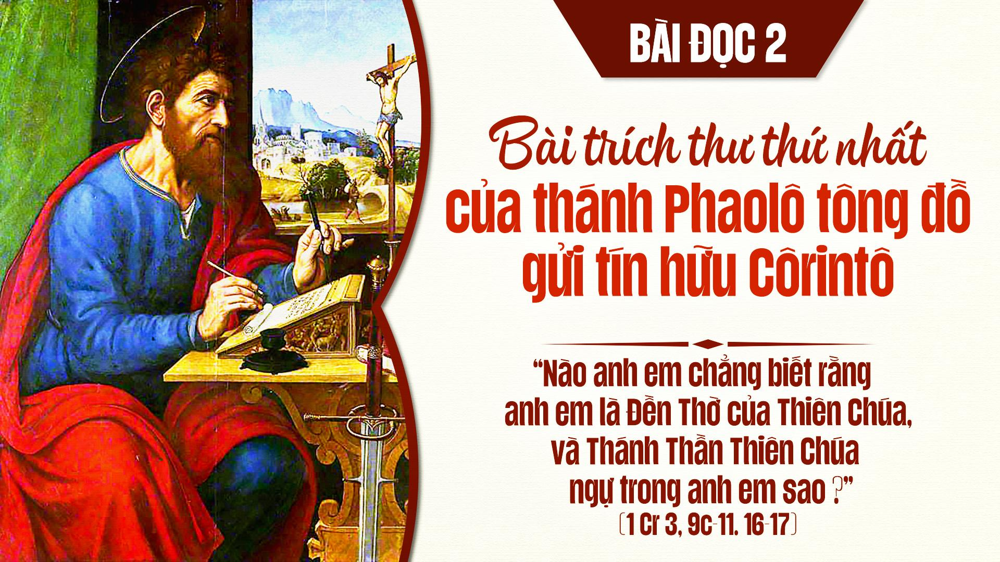 BÀI ĐỌC 2
Bài trích thư thứ nhất
của thánh Phaolô tông đồ
gửi tín hữu Côrintô
“Nào anh em chẳng biết rằng
anh em là Đền Thờ của Thiên Chúa,
và Thánh Thần Thiên Chúa
ngự trong anh em sao ?”
(1 Cr 3, 9c-11. 16-17)